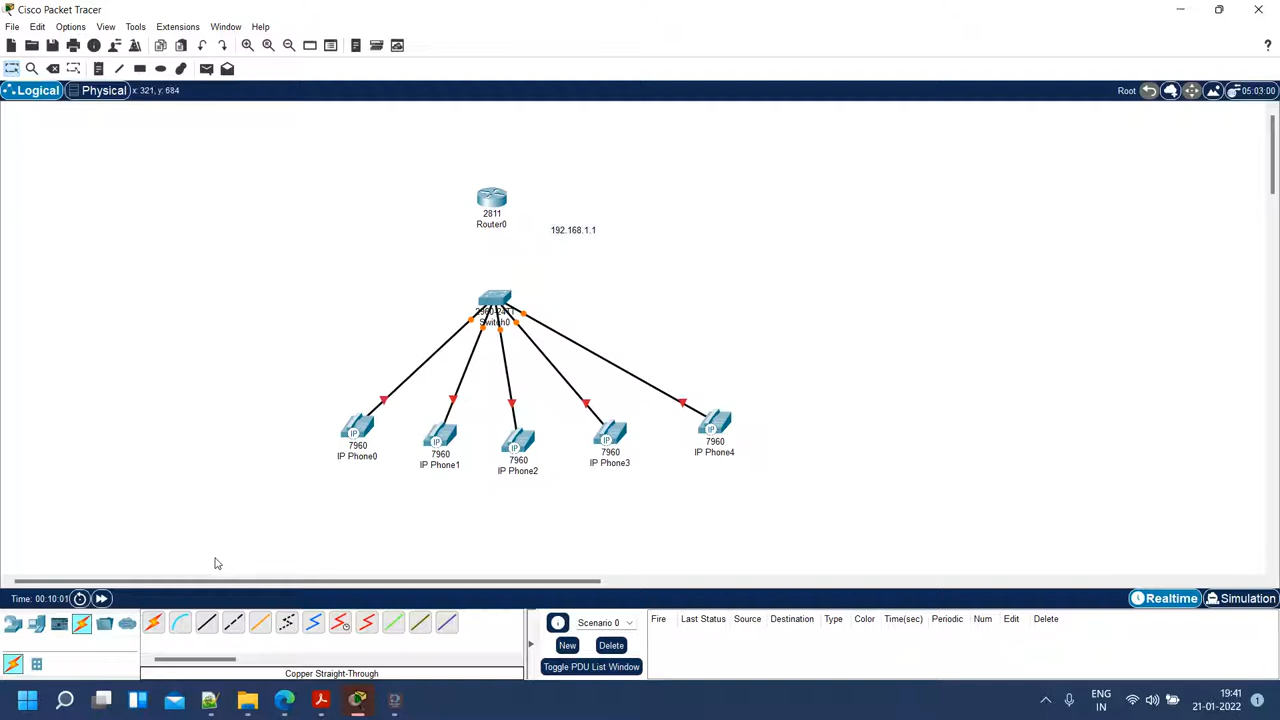 Cisco Packet Tracer
File Edit Options View Tools Extensions Window Help
Logical Physical x: 321, y: 684 Root 05:03:00
2811
Router0
192.168.1.1
Switch0
7960
IP Phone0
7960
IP Phone1
7960
IP Phone2
7960
IP Phone3
7960
IP Phone4
Time: 00:10:01 Realtime Simulation
Scenario 0
New Delete
Toggle PDU List Window
Fire Last Status Source Destination Type Color Time(sec) Periodic Num Edit Delete
Copper Straight-Through
ENG
IN
19:41
21-01-2022
1